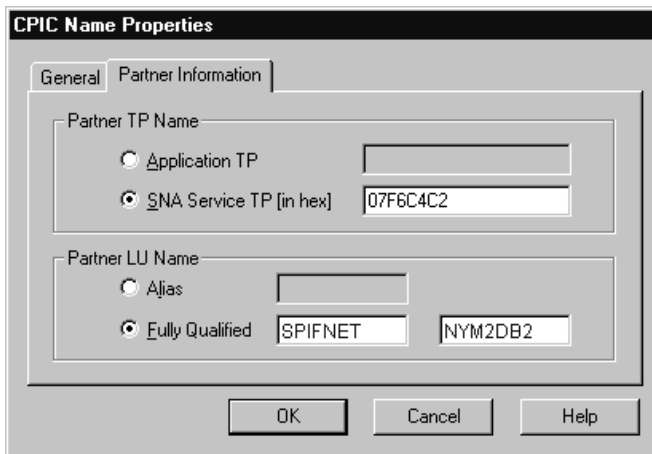 CPIC Name Properties
General Partner Information
Partner TP Name
Application TP
SNA Service TP [in hex] 07F6C4C2
Partner LU Name
Alias
Fully Qualified SPIFNET NYM2DB2
OK Cancel Help